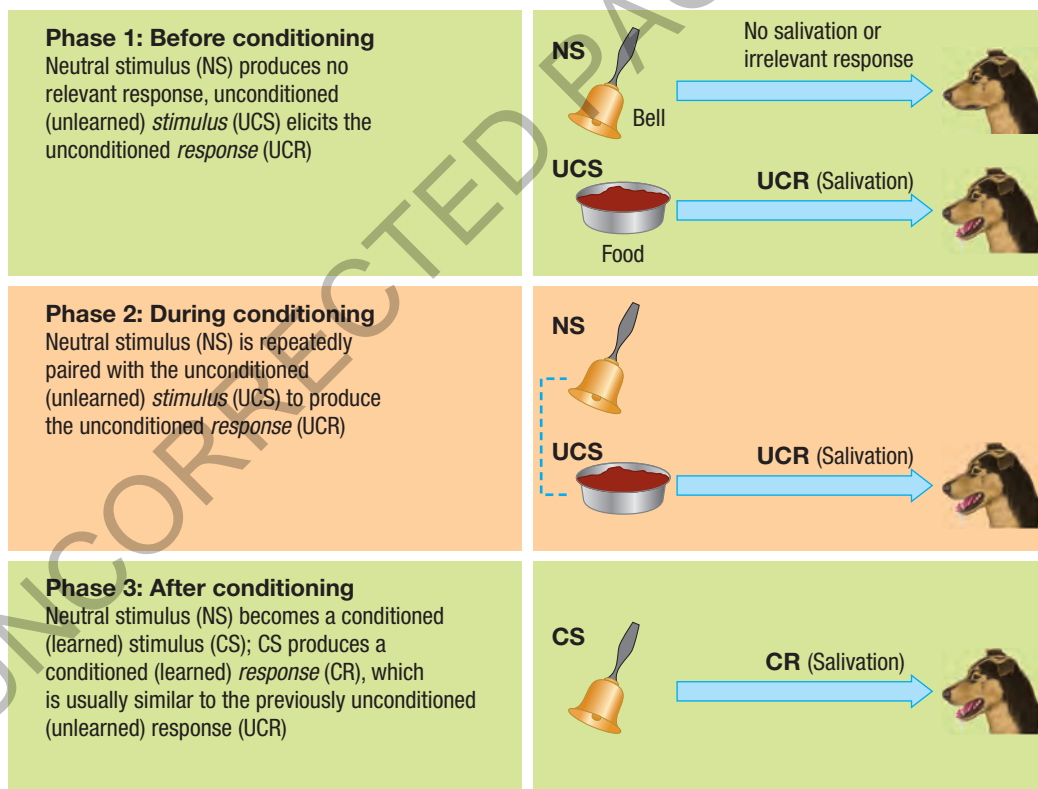 Phase 1: Before conditioning
Neutral stimulus (NS) produces no
relevant response, unconditioned
(unlearned) stimulus (UCS) elicits the
unconditioned response (UCR)
NS
Bell
No salivation or
irrelevant response
UCS
Food
UCR (Salivation)
Phase 2: During conditioning
Neutral stimulus (NS) is repeatedly
paired with the unconditioned
(unlearned) stimulus (UCS) to produce
the unconditioned response (UCR)
NS
UCS
UCR (Salivation)
Phase 3: After conditioning
Neutral stimulus (NS) becomes a conditioned
(learned) stimulus (CS); CS produces a
conditioned (learned) response (CR), which
is usually similar to the previously unconditioned
(unlearned) response (UCR)
CS
CR (Salivation)
UNCORRECTED PA